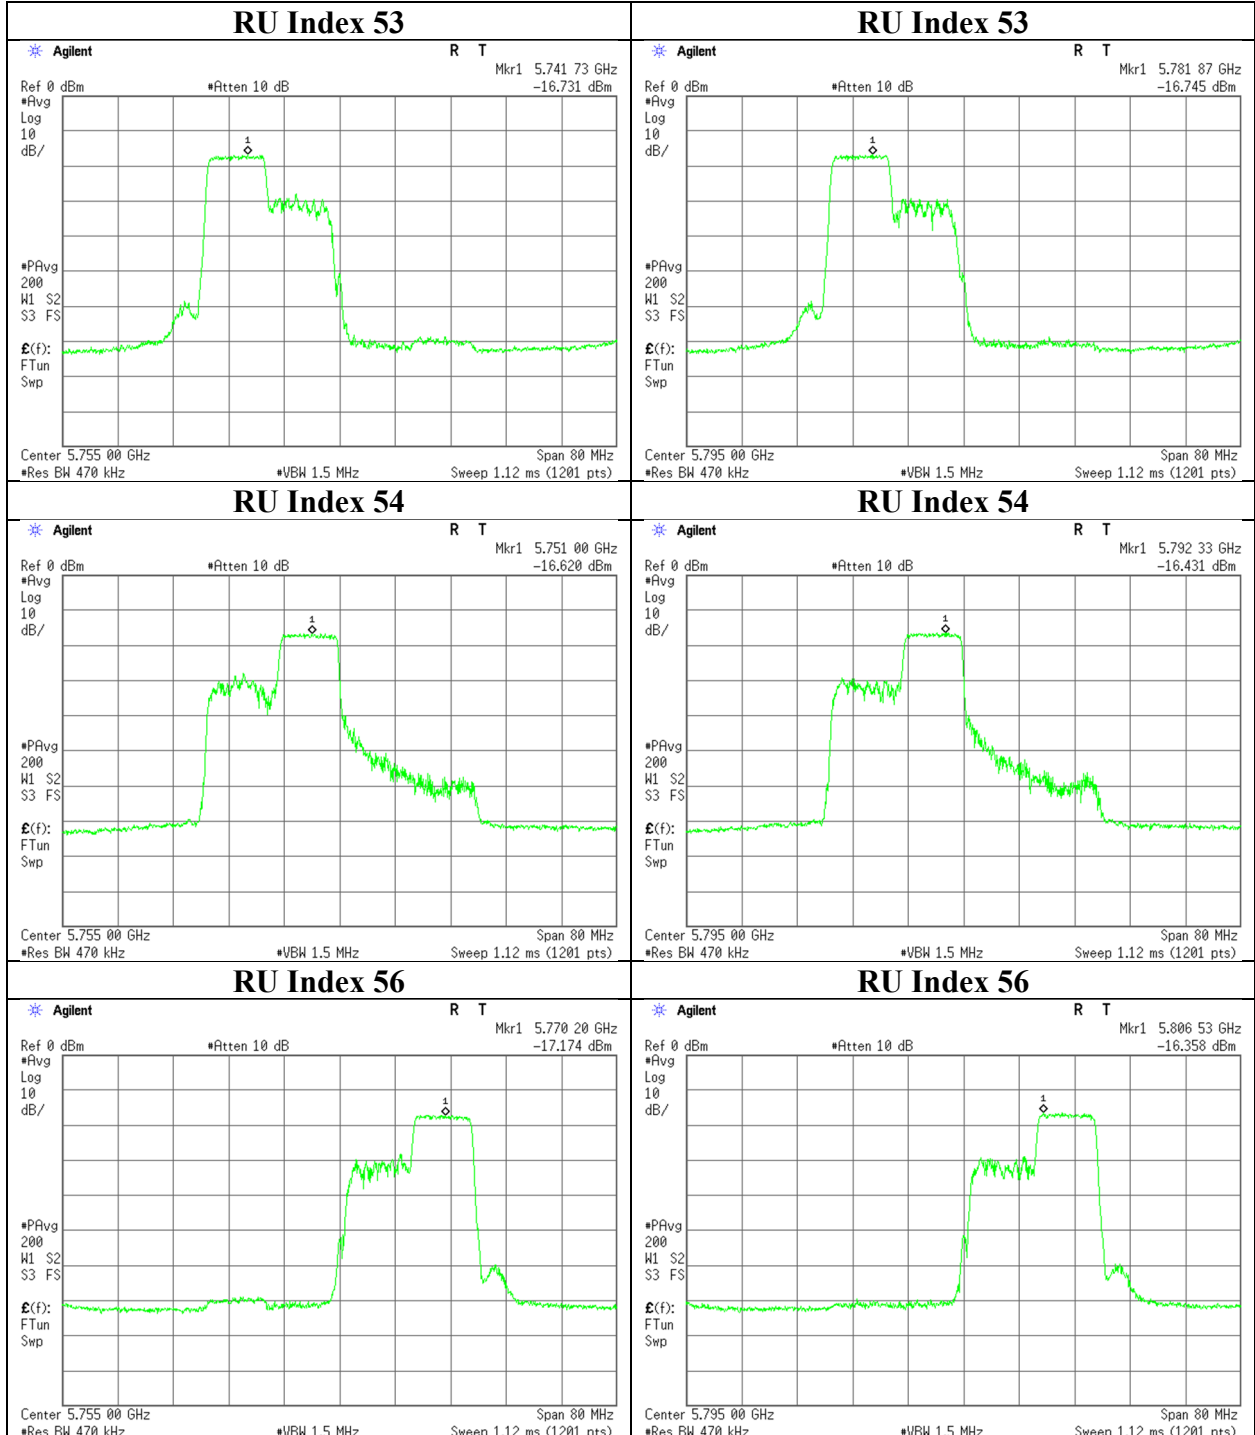 RU Index 53
RU Index 53
Agilent R T
Mkr1 5.741 73 GHz
Ref 0 dBm #Atten 10 dB -16.731 dBm
#Avg
Log
10
dB/
1
#PAvg
200
W1 S2
S3 FS
£(f):
FTun
Swp
Center 5.755 00 GHz Span 80 MHz
#Res BW 470 kHz #VBW 1.5 MHz Sweep 1.12 ms (1201 pts)
Agilent R T
Mkr1 5.781 87 GHz
Ref 0 dBm #Atten 10 dB -16.745 dBm
#Avg
Log
10
dB/
1
#PAvg
200
W1 S2
S3 FS
£(f):
FTun
Swp
Center 5.795 00 GHz Span 80 MHz
#Res BW 470 kHz #VBW 1.5 MHz Sweep 1.12 ms (1201 pts)
RU Index 54
RU Index 54
Agilent R T
Mkr1 5.751 00 GHz
Ref 0 dBm #Atten 10 dB -16.620 dBm
#Avg
Log
10
dB/
1
#PAvg
200
W1 S2
S3 FS
£(f):
FTun
Swp
Center 5.755 00 GHz Span 80 MHz
#Res BW 470 kHz #VBW 1.5 MHz Sweep 1.12 ms (1201 pts)
Agilent R T
Mkr1 5.792 33 GHz
Ref 0 dBm #Atten 10 dB -16.431 dBm
#Avg
Log
10
dB/
1
#PAvg
200
W1 S2
S3 FS
£(f):
FTun
Swp
Center 5.795 00 GHz Span 80 MHz
#Res BW 470 kHz #VBW 1.5 MHz Sweep 1.12 ms (1201 pts)
RU Index 56
RU Index 56
Agilent R T
Mkr1 5.770 20 GHz
Ref 0 dBm #Atten 10 dB -17.174 dBm
#Avg
Log
10
dB/
1
#PAvg
200
W1 S2
S3 FS
£(f):
FTun
Swp
Center 5.755 00 GHz Span 80 MHz
#Res BW 470 kHz #VBW 1.5 MHz Sweep 1.12 ms (1201 pts)
Agilent R T
Mkr1 5.806 53 GHz
Ref 0 dBm #Atten 10 dB -16.358 dBm
#Avg
Log
10
dB/
1
#PAvg
200
W1 S2
S3 FS
£(f):
FTun
Swp
Center 5.795 00 GHz Span 80 MHz
#Res BW 470 kHz #VBW 1.5 MHz Sweep 1.12 ms (1201 pts)